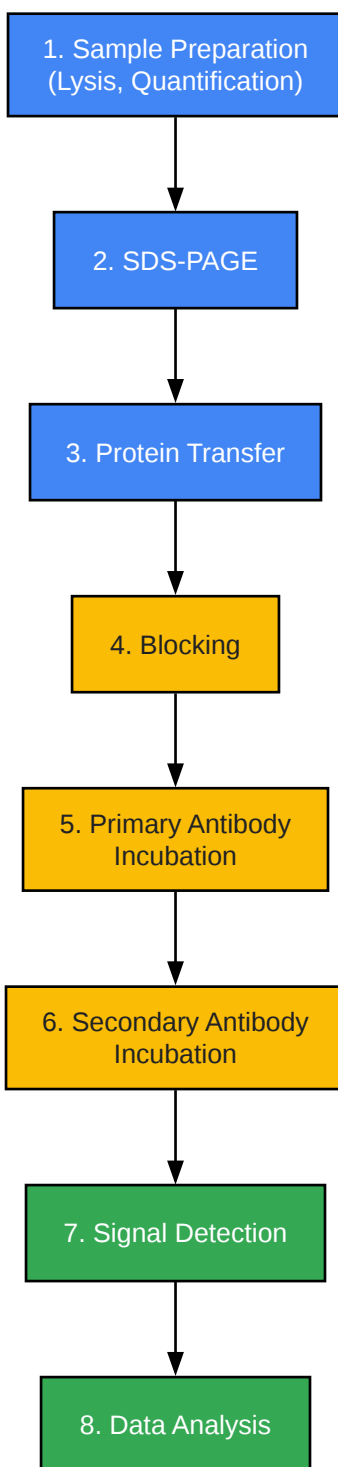 1. Sample Preparation
(Lysis, Quantification)
2. SDS-PAGE
3. Protein Transfer
4. Blocking
5. Primary Antibody
Incubation
6. Secondary Antibody
Incubation
7. Signal Detection
8. Data Analysis